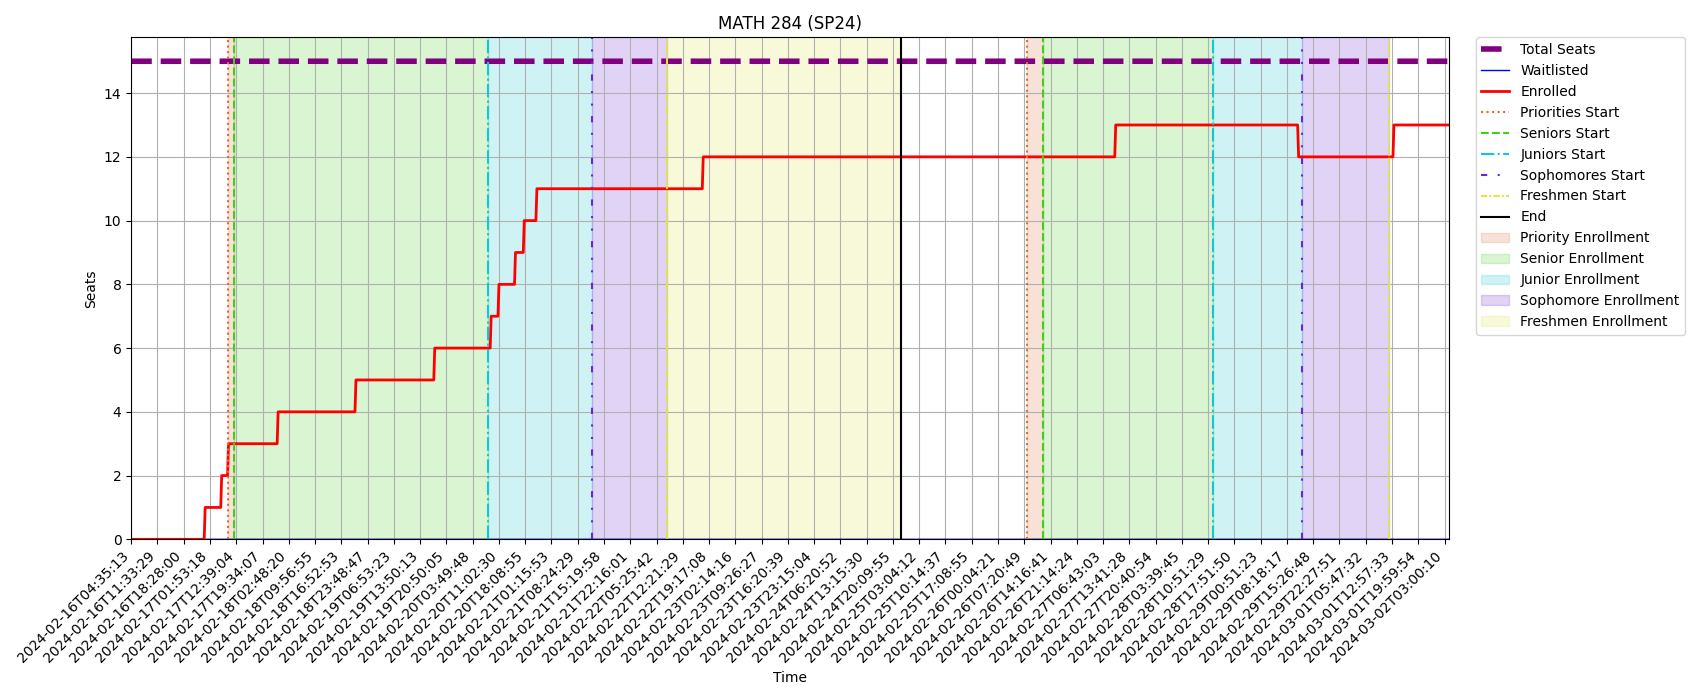 MATH 284 (SP24)
Seats
14
12
10
8
6
4
2
0
2024-02-16T04:35:13
2024-02-16T11:33:29
2024-02-16T18:28:00
2024-02-17T01:53:18
2024-02-17T12:39:04
2024-02-17T19:34:07
2024-02-18T02:48:20
2024-02-18T09:56:55
2024-02-18T16:52:53
2024-02-18T23:48:47
2024-02-19T06:53:23
2024-02-19T13:50:13
2024-02-19T20:50:05
2024-02-20T03:49:48
2024-02-20T11:02:30
2024-02-20T18:08:55
2024-02-21T01:15:53
2024-02-21T08:24:29
2024-02-21T15:19:58
2024-02-21T22:16:01
2024-02-22T05:25:42
2024-02-22T12:21:29
2024-02-22T19:17:08
2024-02-23T02:14:16
2024-02-23T09:26:27
2024-02-23T16:20:39
2024-02-23T23:15:04
2024-02-24T06:20:52
2024-02-24T13:15:30
2024-02-24T20:09:55
2024-02-25T03:04:12
2024-02-25T10:14:37
2024-02-25T17:08:55
2024-02-26T00:04:21
2024-02-26T07:20:49
2024-02-26T14:16:41
2024-02-26T21:14:24
2024-02-27T06:43:03
2024-02-27T13:41:28
2024-02-27T20:40:54
2024-02-28T03:39:45
2024-02-28T10:51:29
2024-02-28T17:51:50
2024-02-29T00:51:23
2024-02-29T08:18:17
2024-02-29T15:26:48
2024-02-29T22:27:51
2024-03-01T05:47:32
2024-03-01T12:57:33
2024-03-01T19:59:54
2024-03-02T03:00:10
Time
Total Seats
Waitlisted
Enrolled
Priorities Start
Seniors Start
Juniors Start
Sophomores Start
Freshmen Start
End
Priority Enrollment
Senior Enrollment
Junior Enrollment
Sophomore Enrollment
Freshmen Enrollment